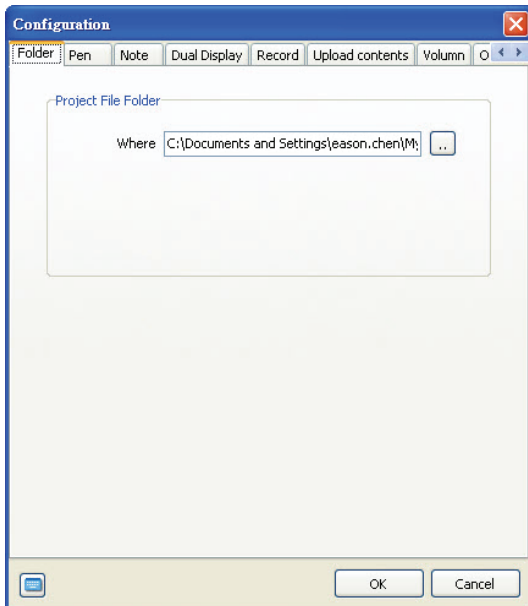 Configuration
Folder Pen Note Dual Display Record Upload contents Volumn O
Project File Folder
Where C:\Documents and Settings\eason.chen\My
..
OK Cancel